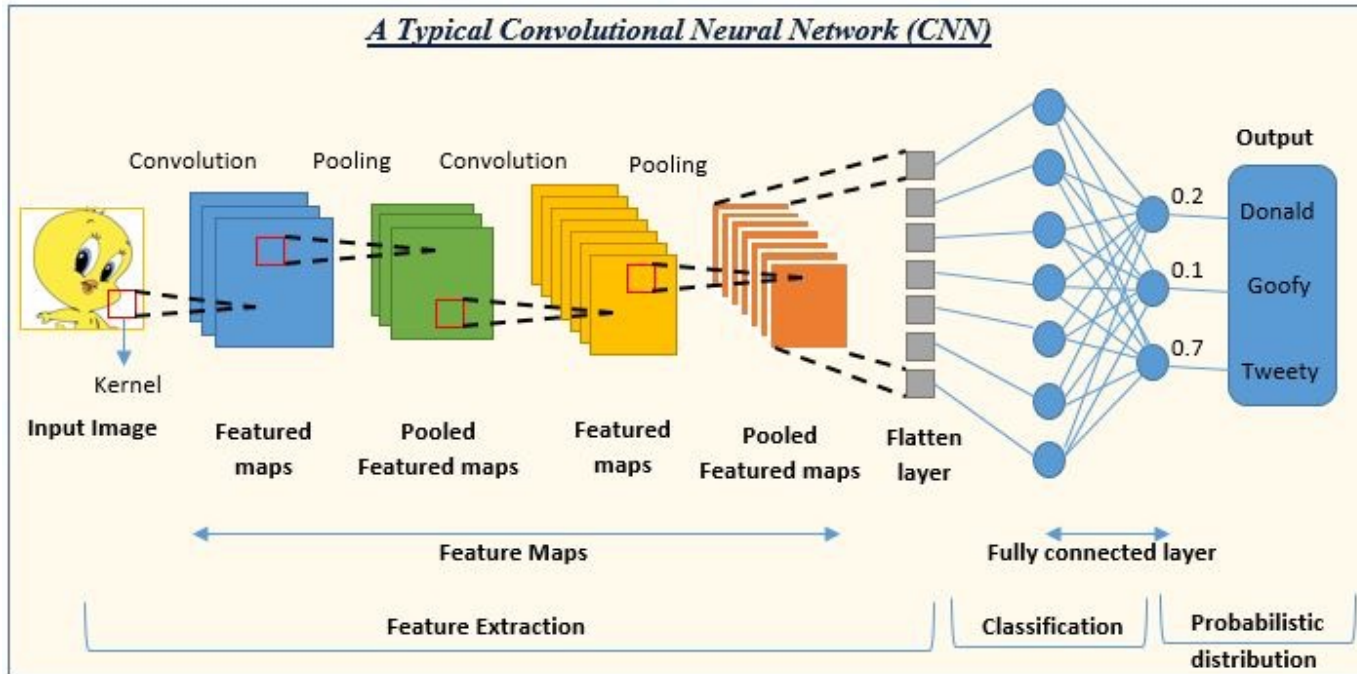 A Typical Convolutional Neural Network (CNN)
Convolution
Pooling
Convolution
Pooling
Kernel
Input Image
Featured
maps
Pooled
Featured maps
Featured
maps
Pooled
Featured maps
Flatten
layer
0.2
0.1
0.7
Output
Donald
Goofy
Tweety
Feature Maps
Fully connected layer
Feature Extraction
Classification
Probabilistic
distribution